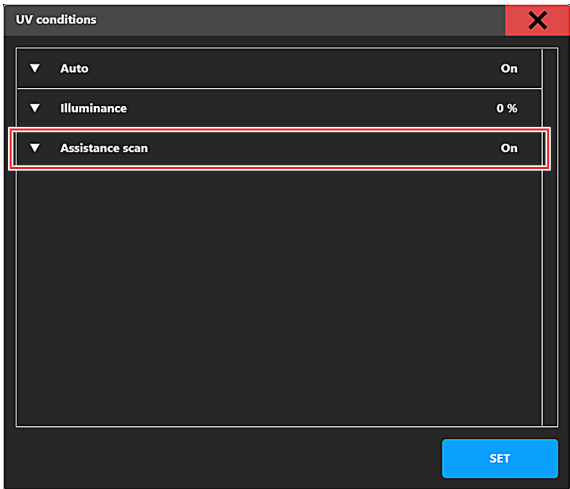 UV conditions
Auto On
Illuminance 0 %
Assistance scan On
SET